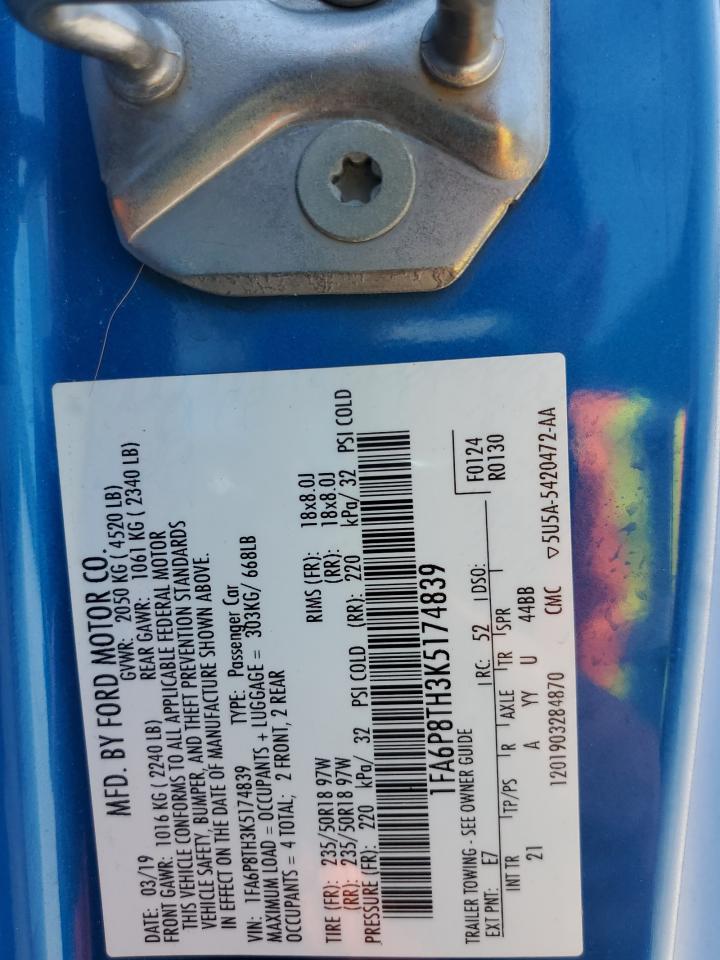 MFD. BY FORD MOTOR CO.
DATE: 03/19 GVWR: 2050 KG ( 4520 LB)
FRONT GAWR: 1016 KG ( 2240 LB) REAR GAWR: 1061 KG ( 2340 LB)
THIS VEHICLE CONFORMS TO ALL APPLICABLE FEDERAL MOTOR
VEHICLE SAFETY, BUMPER, AND THEFT PREVENTION STANDARDS
IN EFFECT ON THE DATE OF MANUFACTURE SHOWN ABOVE.
VIN: 1FA6P8TH3K5174839 TYPE: Passenger Car
MAXIMUM LOAD = OCCUPANTS + LUGGAGE = 303KG/ 668LB
OCCUPANTS = 4 TOTAL; 2 FRONT, 2 REAR
TIRE (FR): 235/50R18 97W RIMS (FR): 18x8.0J
(RR): 235/50R18 97W (RR): 18x8.0J
PRESSURE (FR): 220 kPa/ 32 PSI COLD (RR): 220 kPa/ 32 PSI COLD
1FA6P8TH3K5174839
TRAILER TOWING - SEE OWNER GUIDE F0124
EXT PNT: E7 RC: 52 DSO: R0130
INT TR TP/PS R AXLE TR SPR
21 A YY U 44BB
1201903284870 CMC ▽5U5A-5420472-AA